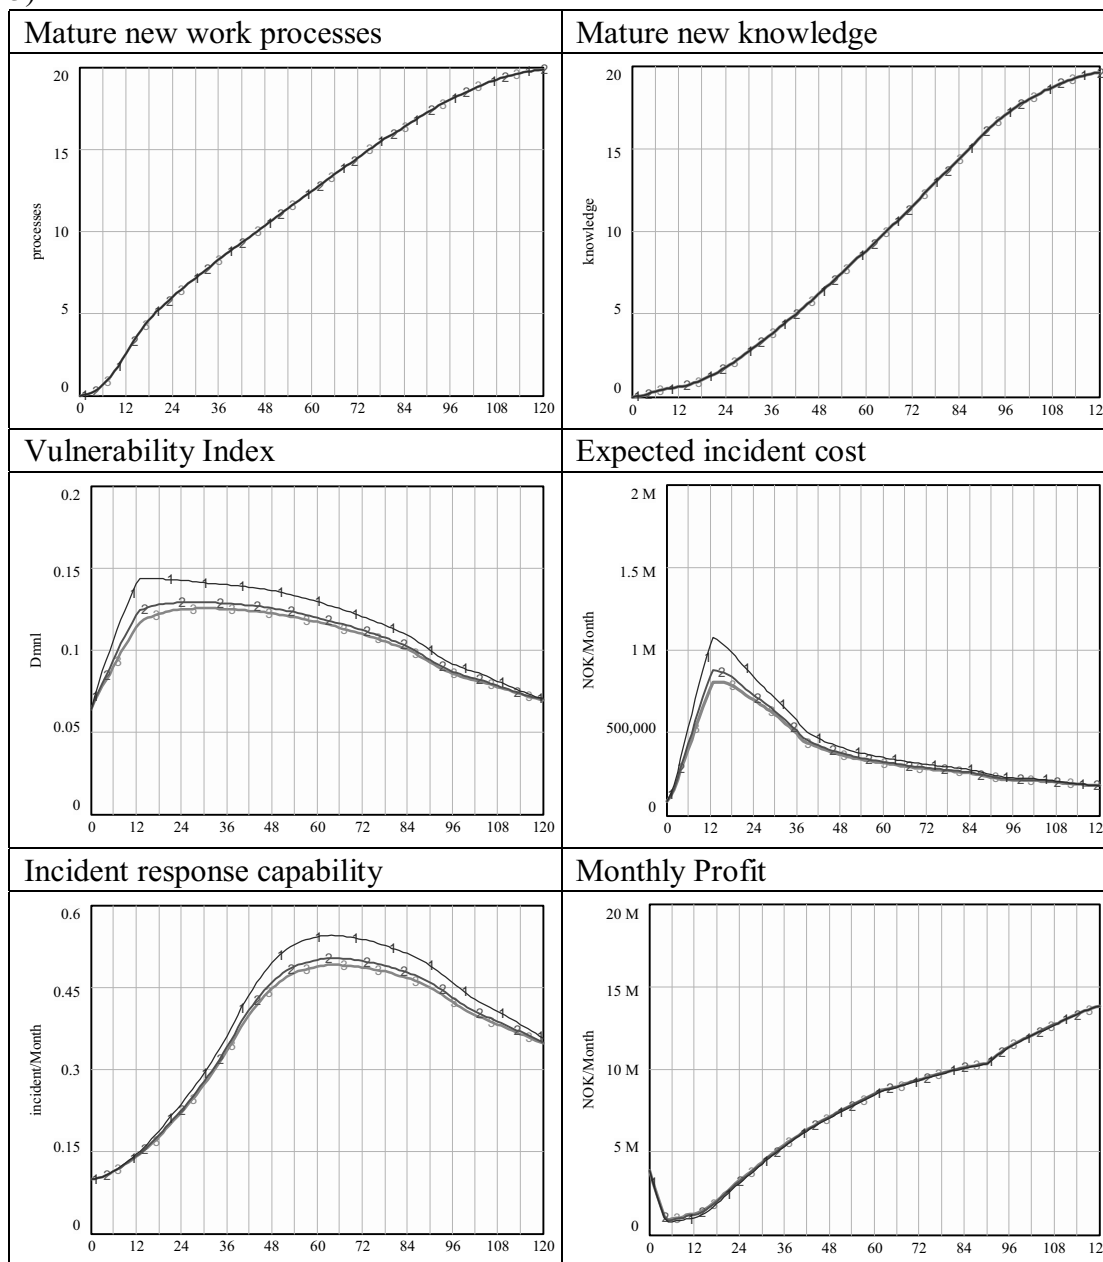 Mature new work processes
Mature new knowledge
20
15
10
5
0
processes
0 12 24 36 48 60 72 84 96 108 120
20
15
10
5
0
knowledge
0 12 24 36 48 60 72 84 96 108
Vulnerability Index
Expected incident cost
0.2
0.15
0.1
0.05
0
Dmnl
0 12 24 36 48 60 72 84 96 108 120
2 M
1.5 M
1 M
500,000
0
NOK/Month
0 12 24 36 48 60 72 84 96 108
Incident response capability
Monthly Profit
0.6
0.45
0.3
0.15
0
incident/Month
0 12 24 36 48 60 72 84 96 108 120
20 M
15 M
10 M
5 M
0
NOK/Month
0 12 24 36 48 60 72 84 96 108